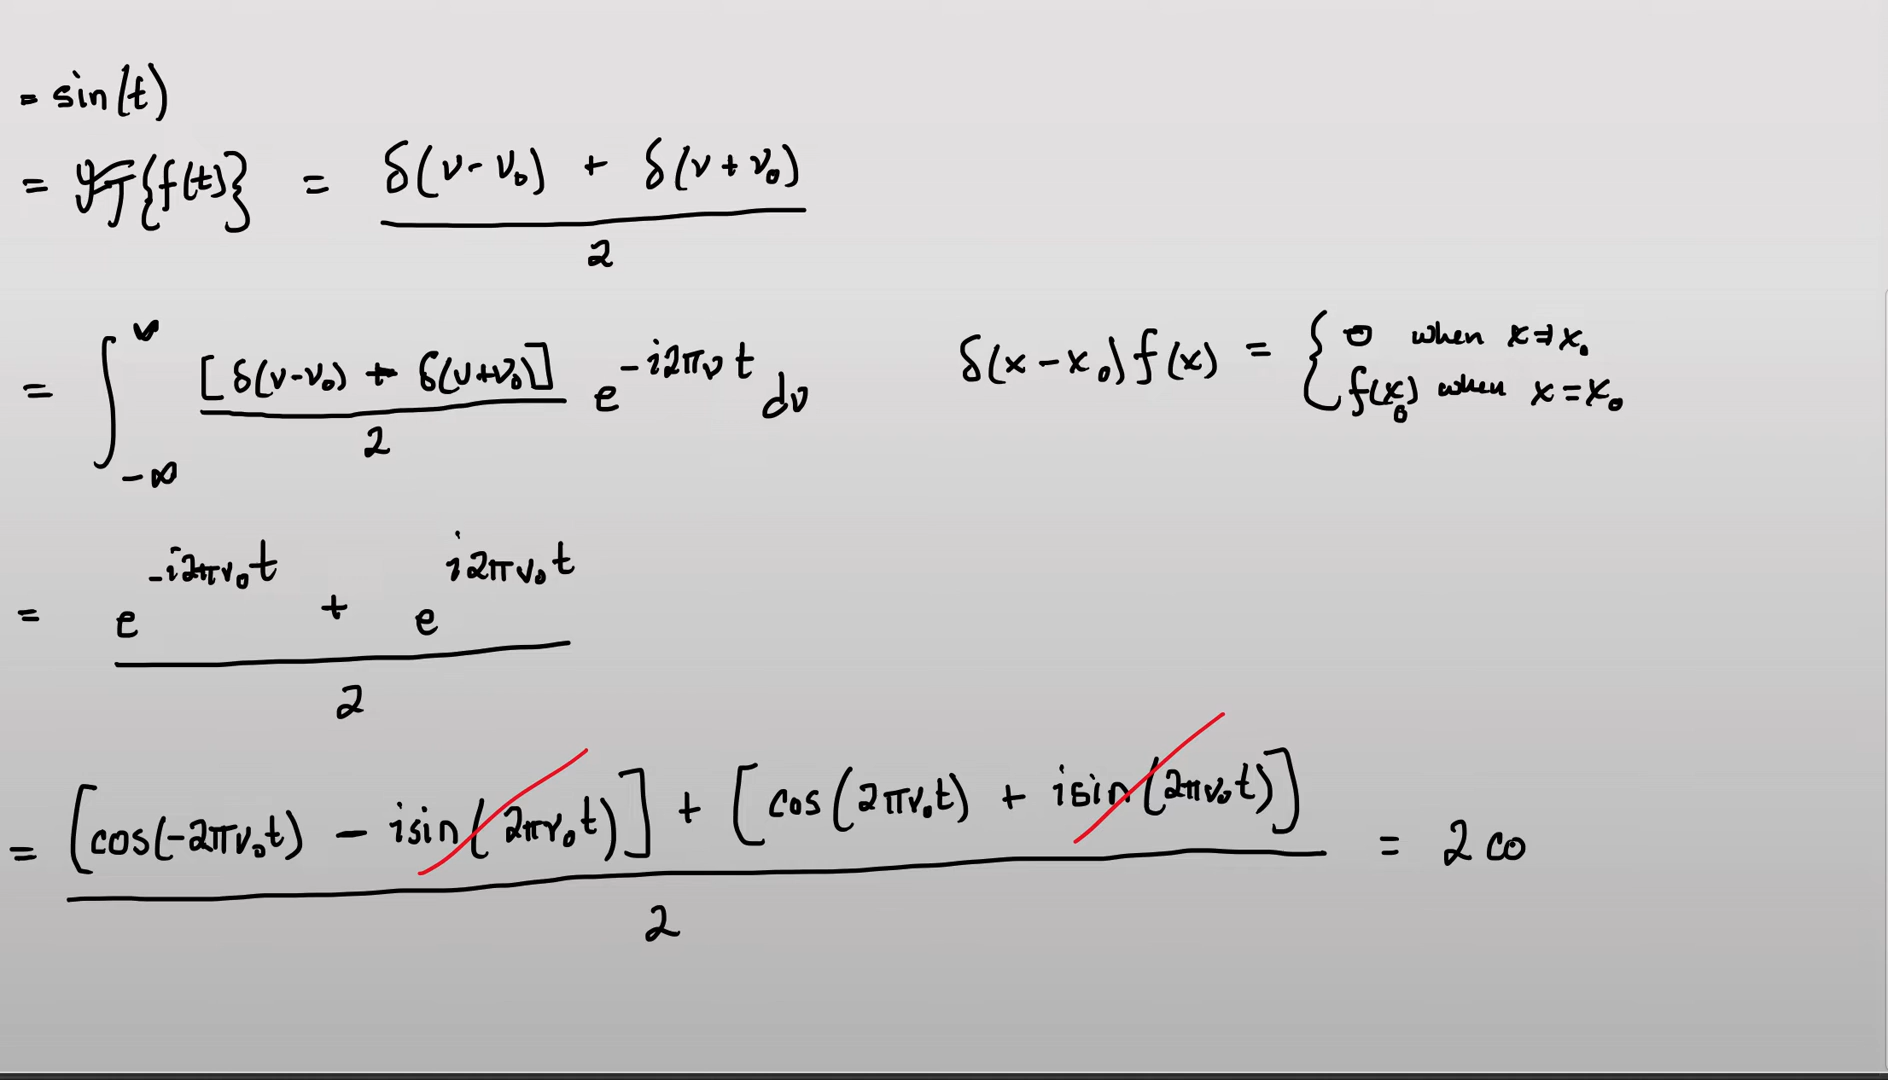 = sin(t)
= FT{f(t)} = δ(ν-ν₀) + δ(ν+ν₀) / 2
= ∫_{-∞}^{∞} [δ(ν-ν₀) + δ(ν+ν₀)] / 2 e^{-i2πνt} dν
δ(x-x₀)f(x) = { 0 when x≠x₀
f(x₀) when x=x₀
= e^{-i2πν₀t} + e^{i2πν₀t} / 2
= [cos(-2πν₀t) - isin(2πν₀t)] + [cos(2πν₀t) + isin(2πν₀t)] / 2 = 2 co